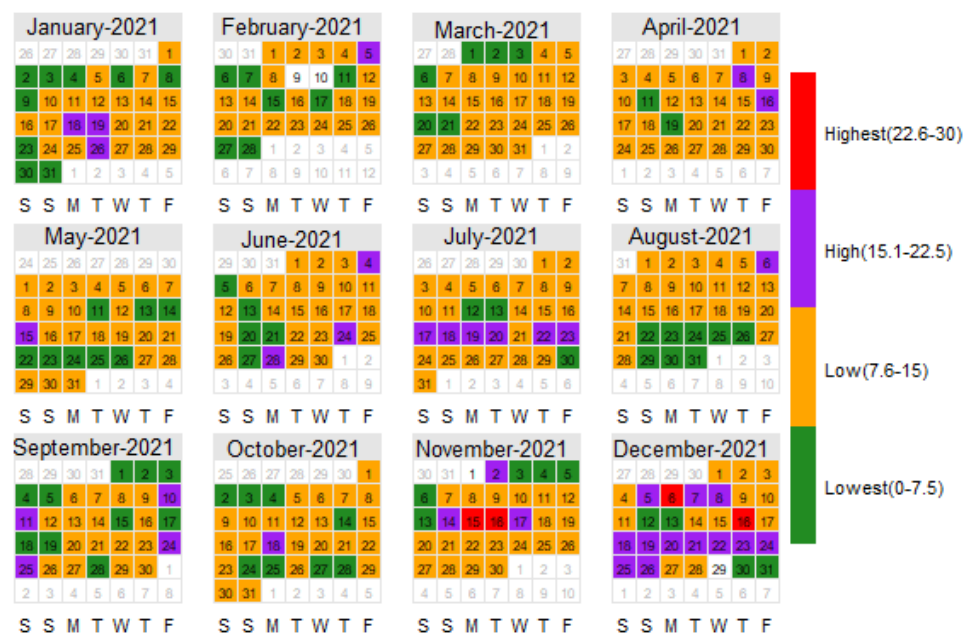 January-2021
26 27 28 29 30 31 1
2 3 4 5 6 7 8
9 10 11 12 13 14 15
16 17 18 19 20 21 22
23 24 25 26 27 28 29
30 31 1 2 3 4 5
S S M T W T F
February-2021
30 31 1 2 3 4 5
6 7 8 9 10 11 12
13 14 15 16 17 18 19
20 21 22 23 24 25 26
27 28 1 2 3 4 5
6 7 8 9 10 11 12
S S M T W T F
March-2021
27 28 1 2 3 4 5
6 7 8 9 10 11 12
13 14 15 16 17 18 19
20 21 22 23 24 25 26
27 28 29 30 31 1 2
3 4 5 6 7 8 9
S S M T W T F
April-2021
27 28 29 30 31 1 2
3 4 5 6 7 8 9
10 11 12 13 14 15 16
17 18 19 20 21 22 23
24 25 26 27 28 29 30
1 2 3 4 5 6 7
S S M T W T F
May-2021
24 25 26 27 28 29 30
1 2 3 4 5 6 7
8 9 10 11 12 13 14
15 16 17 18 19 20 21
22 23 24 25 26 27 28
29 30 31 1 2 3 4
S S M T W T F
June-2021
29 30 31 1 2 3 4
5 6 7 8 9 10 11
12 13 14 15 16 17 18
19 20 21 22 23 24 25
26 27 28 29 30 1 2
3 4 5 6 7 8 9
S S M T W T F
July-2021
26 27 28 29 30 1 2
3 4 5 6 7 8 9
10 11 12 13 14 15 16
17 18 19 20 21 22 23
24 25 26 27 28 29 30
31 1 2 3 4 5 6
S S M T W T F
August-2021
31 1 2 3 4 5 6
7 8 9 10 11 12 13
14 15 16 17 18 19 20
21 22 23 24 25 26 27
28 29 30 31 1 2 3
4 5 6 7 8 9 10
S S M T W T F
September-2021
28 29 30 31 1 2 3
4 5 6 7 8 9 10
11 12 13 14 15 16 17
18 19 20 21 22 23 24
25 26 27 28 29 30 1
2 3 4 5 6 7 8
S S M T W T F
October-2021
25 26 27 28 29 30 1
2 3 4 5 6 7 8
9 10 11 12 13 14 15
16 17 18 19 20 21 22
23 24 25 26 27 28 29
30 31 1 2 3 4 5
S S M T W T F
November-2021
30 31 1 2 3 4 5
6 7 8 9 10 11 12
13 14 15 16 17 18 19
20 21 22 23 24 25 26
27 28 29 30 1 2 3
4 5 6 7 8 9 10
S S M T W T F
December-2021
27 28 29 30 1 2 3
4 5 6 7 8 9 10
11 12 13 14 15 16 17
18 19 20 21 22 23 24
25 26 27 28 29 30 31
1 2 3 4 5 6 7
S S M T W T F
Highest(22.6-30)
High(15.1-22.5)
Low(7.6-15)
Lowest(0-7.5)